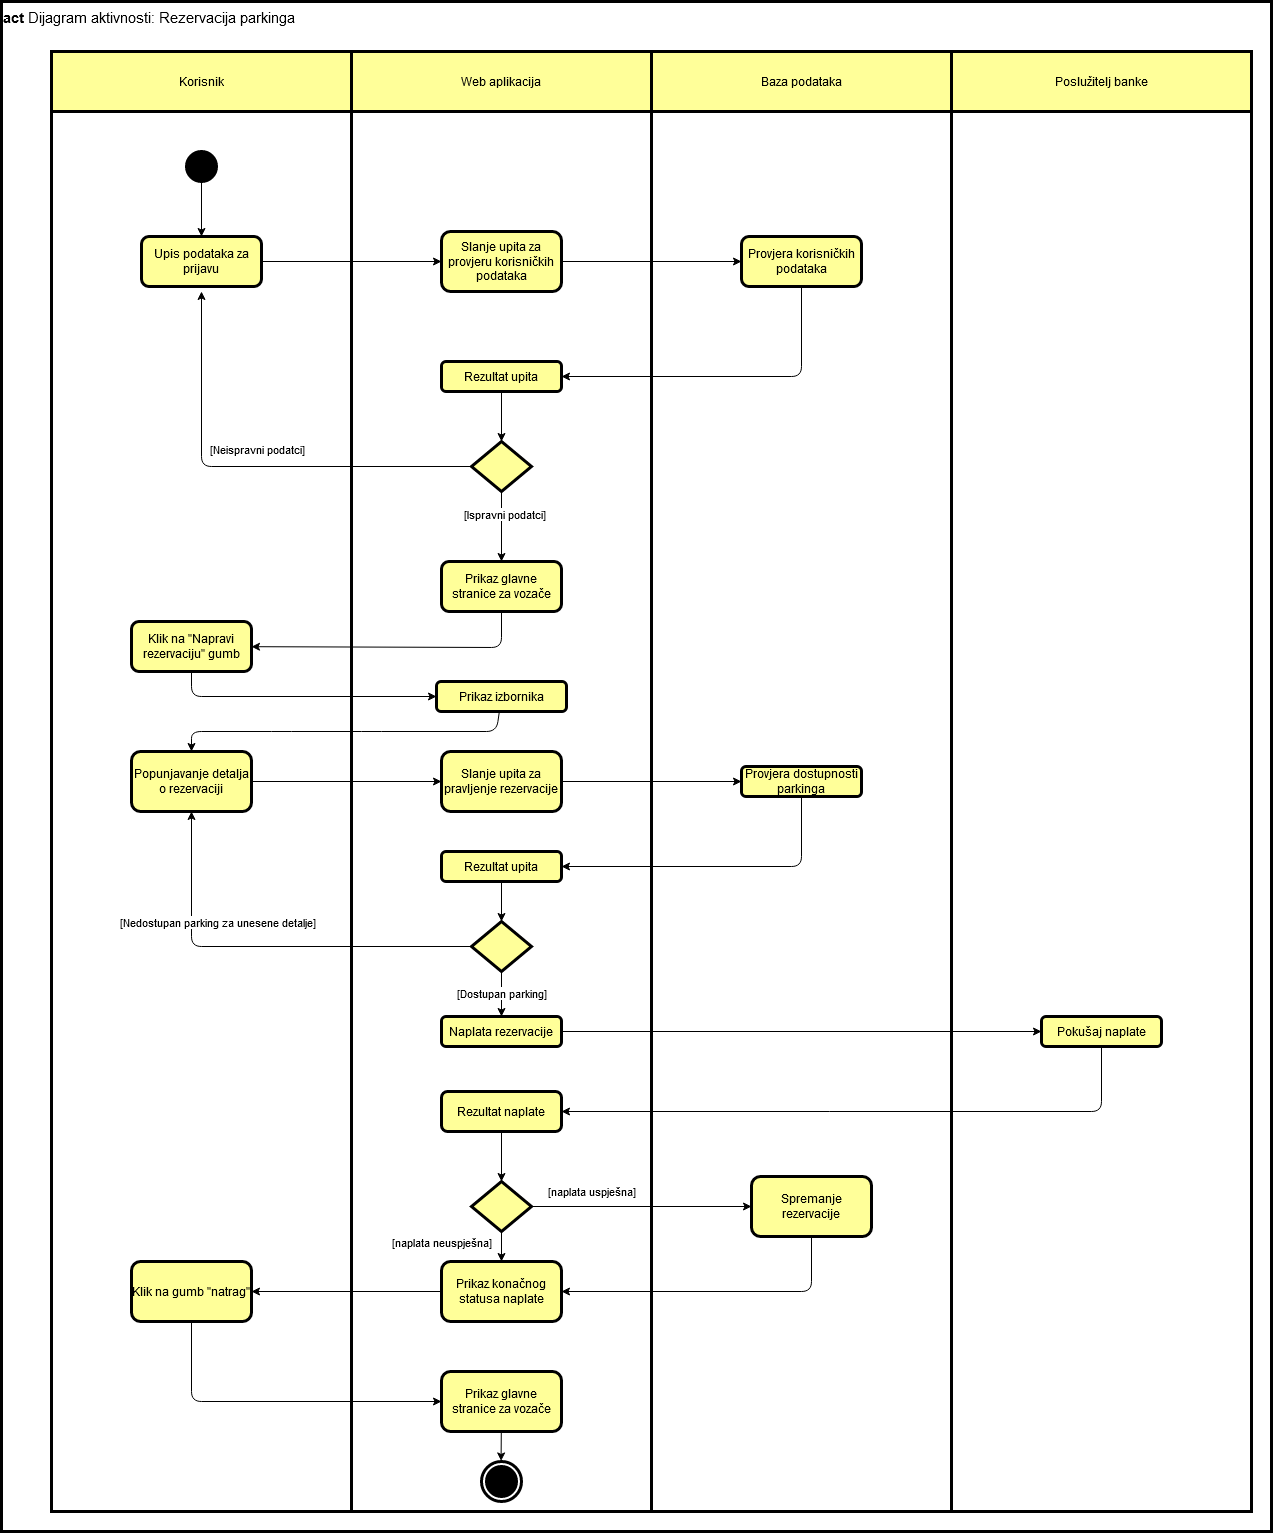 act Dijagram aktivnosti: Rezervacija parkinga
Korisnik
Web aplikacija
Baza podataka
Poslužitelj banke
Upis podataka za
prijavu
Slanje upita za
provjeru korisničkih
podataka
Provjera korisničkih
podataka
Rezultat upita
[Neispravni podatci]
[Ispravni podatci]
Prikaz glavne
stranice za vozače
Klik na "Napravi
rezervaciju" gumb
Prikaz izbornika
Popunjavanje detalja
o rezervaciji
Slanje upita za
pravljenje rezervacije
Provjera dostupnosti
parkinga
Rezultat upita
[Nedostupan parking za unesene detalje]
[Dostupan parking]
Naplata rezervacije
Pokušaj naplate
Rezultat naplate
[naplata uspješna]
Spremanje
rezervacije
[naplata neuspješna]
Klik na gumb "natrag"
Prikaz konačnog
statusa naplate
Prikaz glavne
stranice za vozače